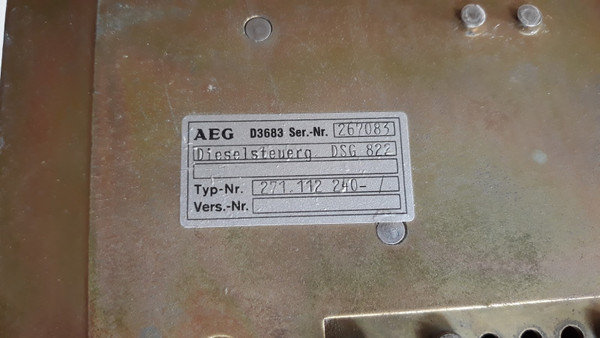 AEG D3683 Ser.-Nr. 267083
Dieselsteuerg DSG 822
Typ-Nr. 271.112 240- /
Vers.-Nr.